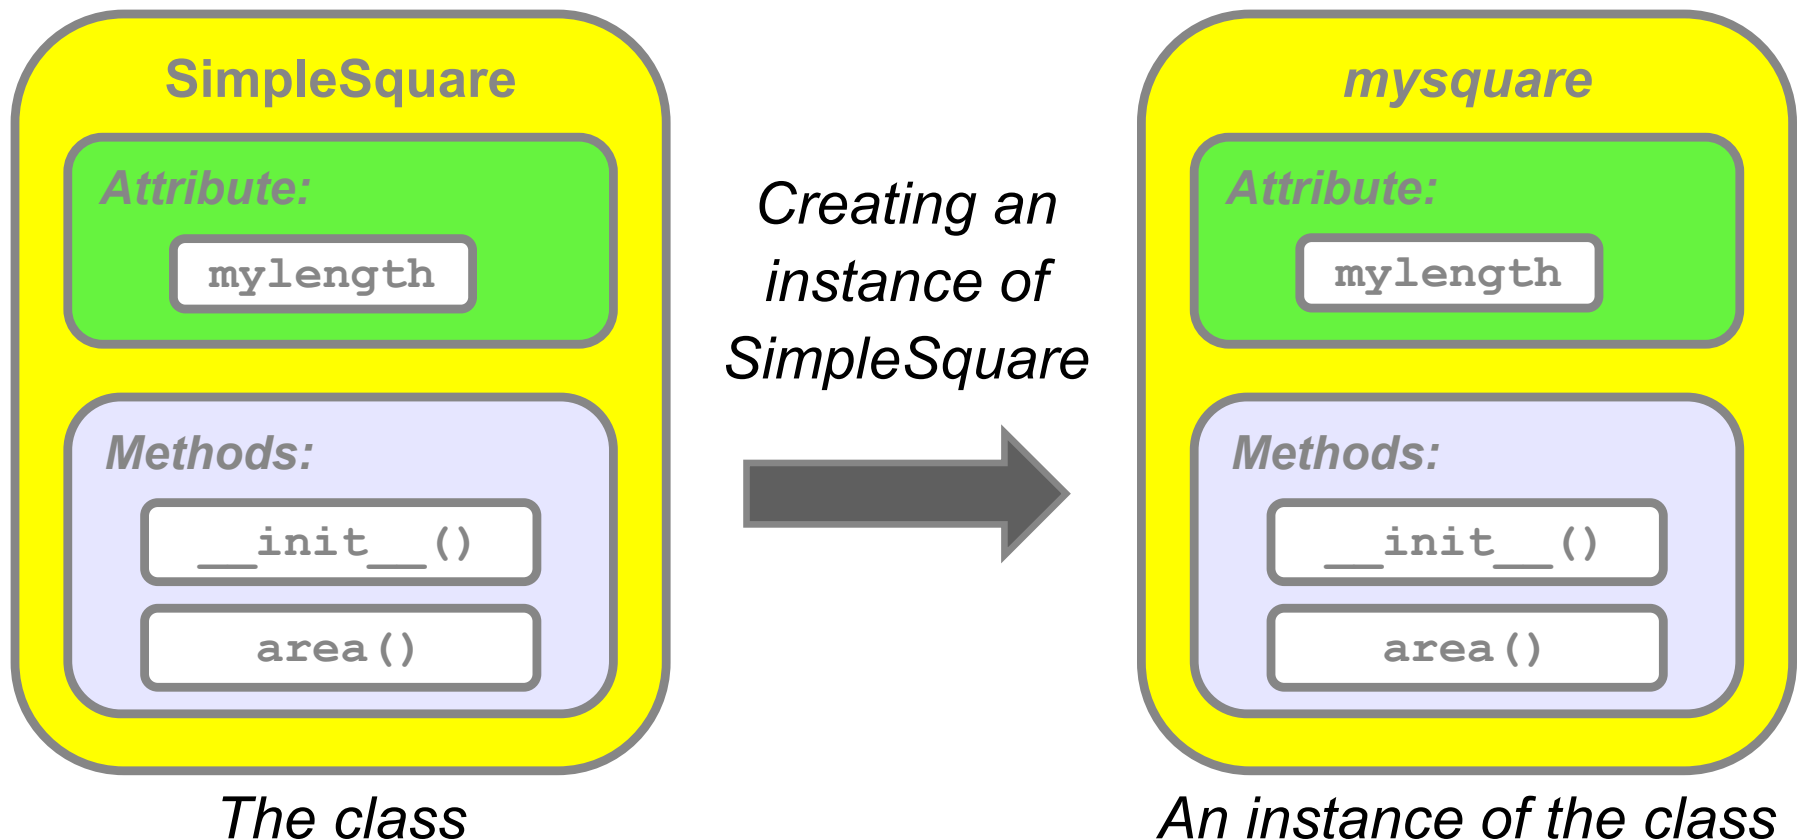 SimpleSquare
Attribute:
mylength
Methods:
__init__()
area()
The class
Creating an
instance of
SimpleSquare
mysquare
Attribute:
mylength
Methods:
__init__()
area()
An instance of the class